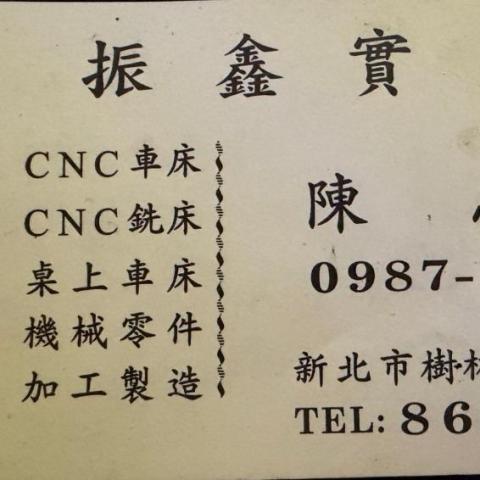 振鑫實
CNC車床
CNC銑床
桌上車床
機械零件
加工製造
陳
0987-
新北市樹林
TEL: 86